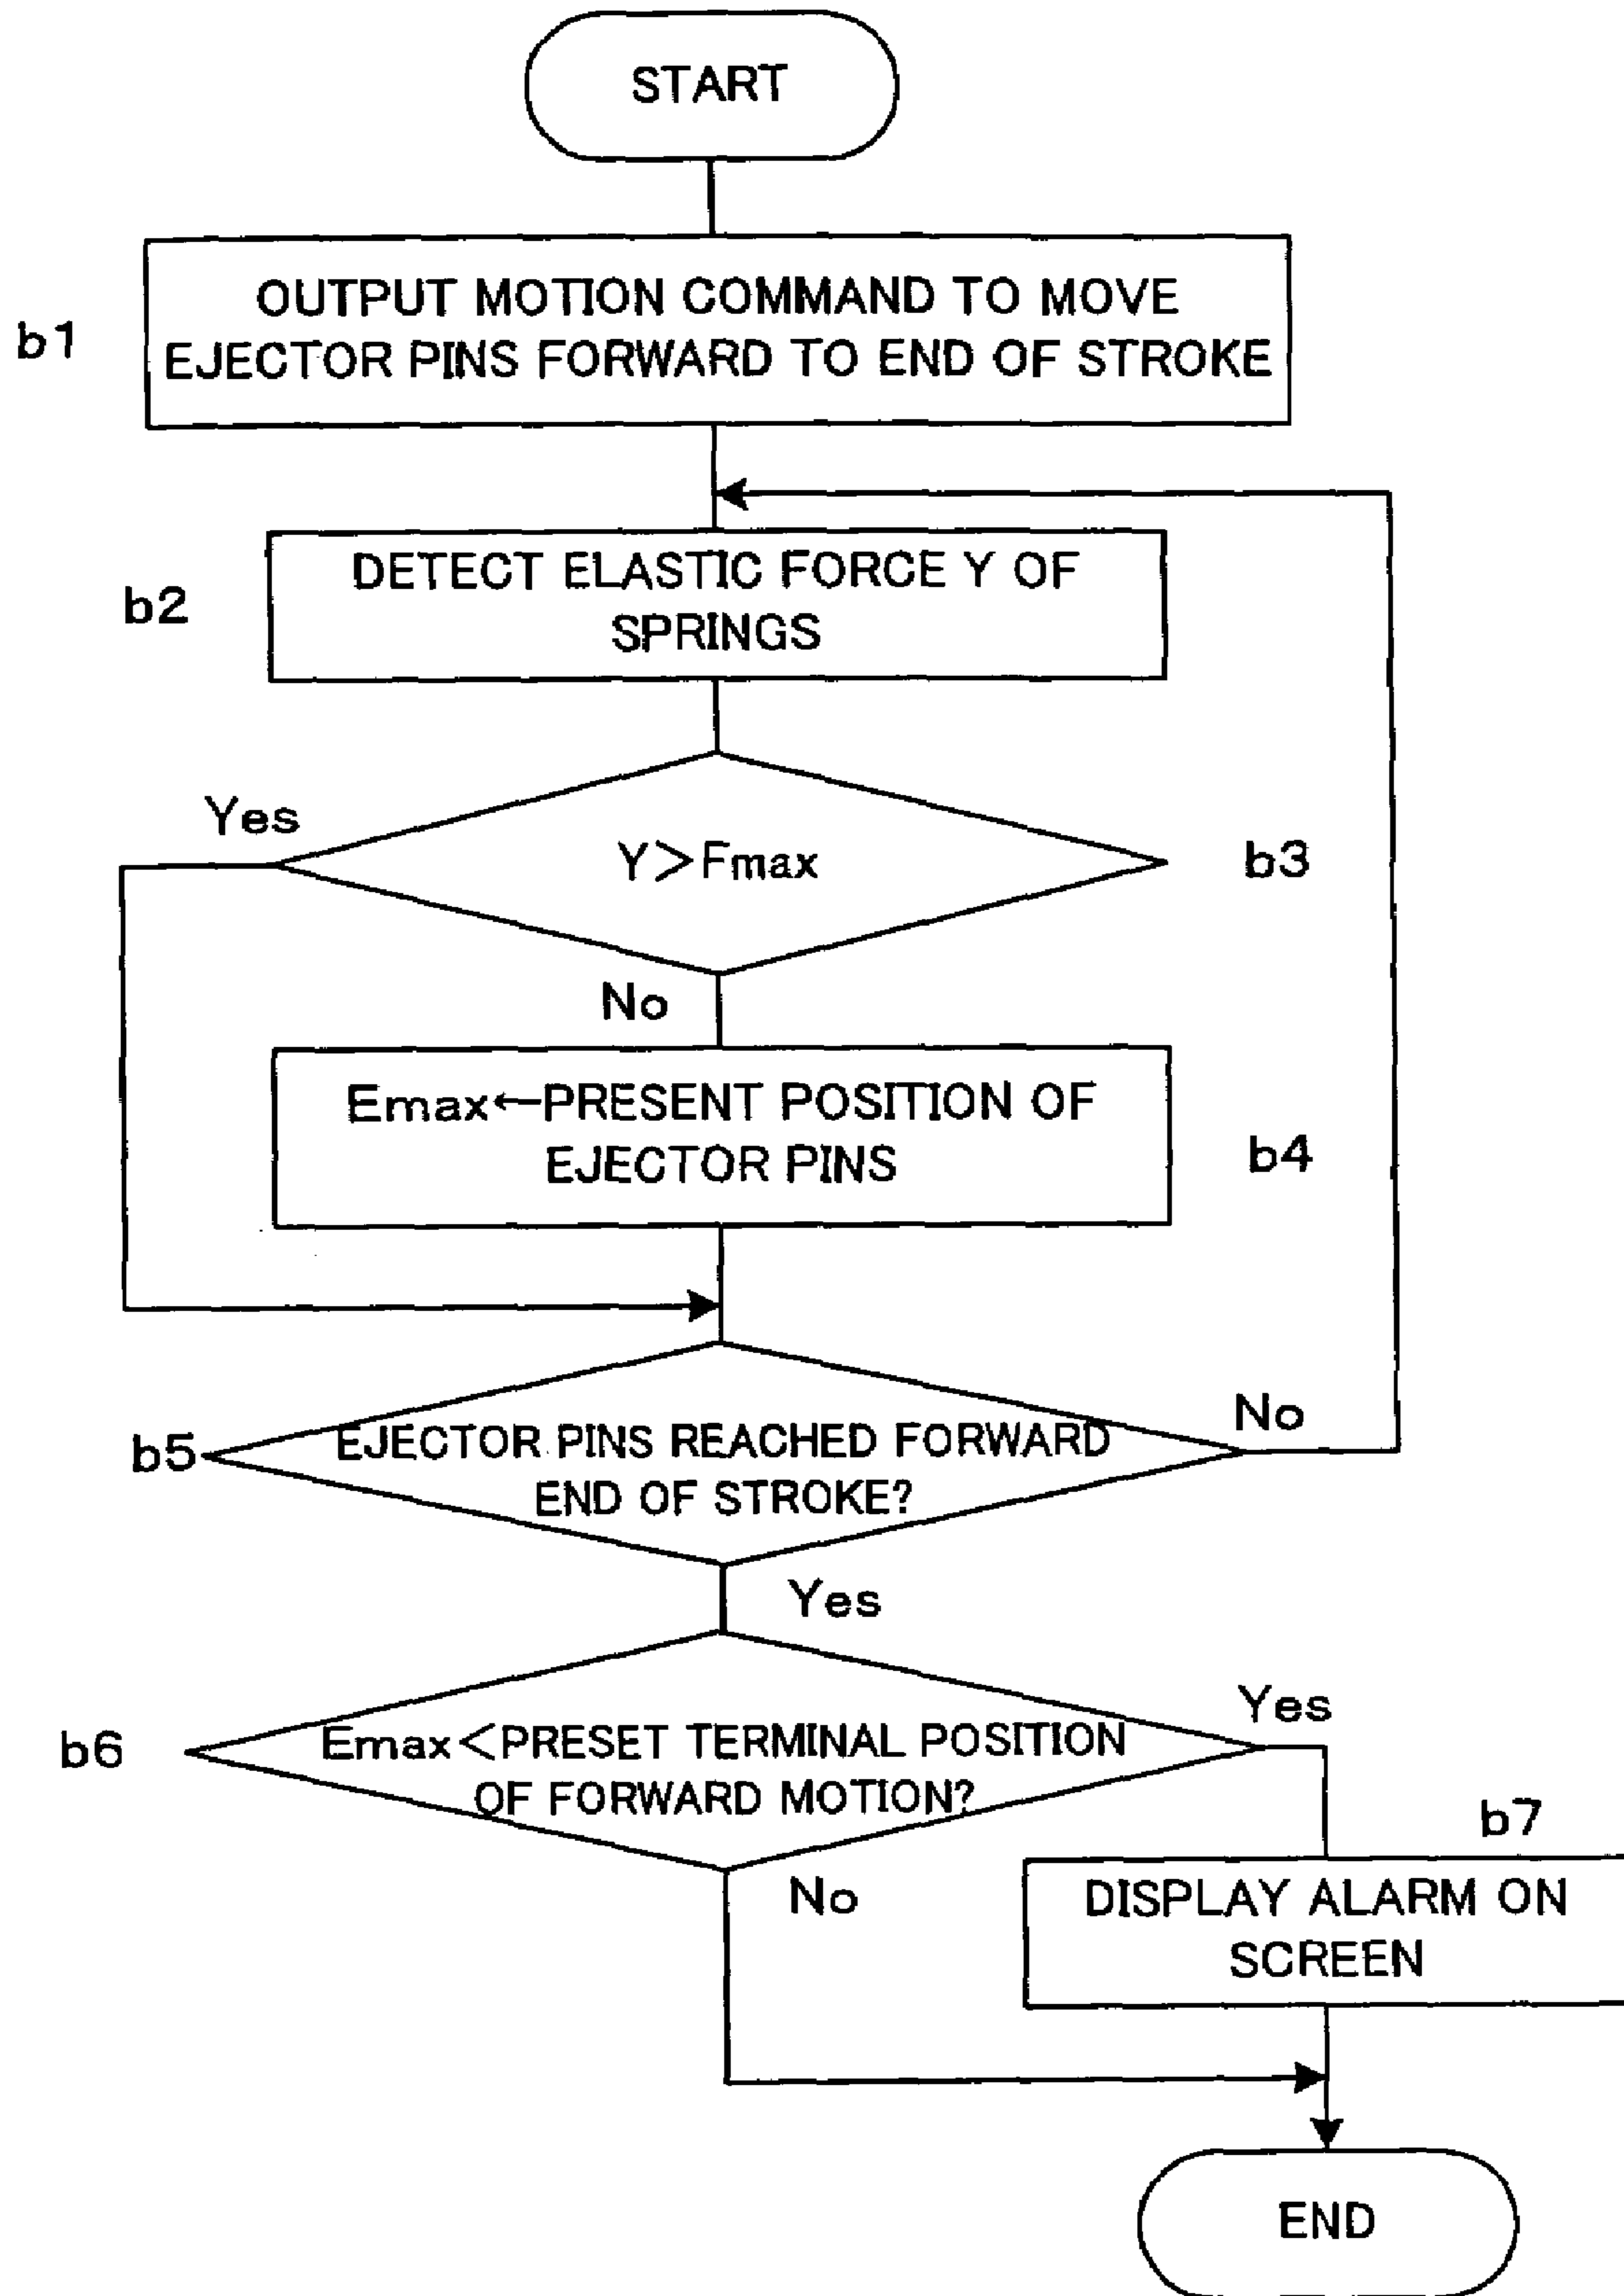 START
b1
OUTPUT MOTION COMMAND TO MOVE
EJECTOR PINS FORWARD TO END OF STROKE
b2
DETECT ELASTIC FORCE Y OF
SPRINGS
Yes
Y>Fmax
b3
No
Emax←PRESENT POSITION OF
EJECTOR PINS
b4
b5
EJECTOR PINS REACHED FORWARD
END OF STROKE?
No
Yes
b6
Emax<PRESET TERMINAL POSITION
OF FORWARD MOTION?
Yes
No
b7
DISPLAY ALARM ON
SCREEN
END